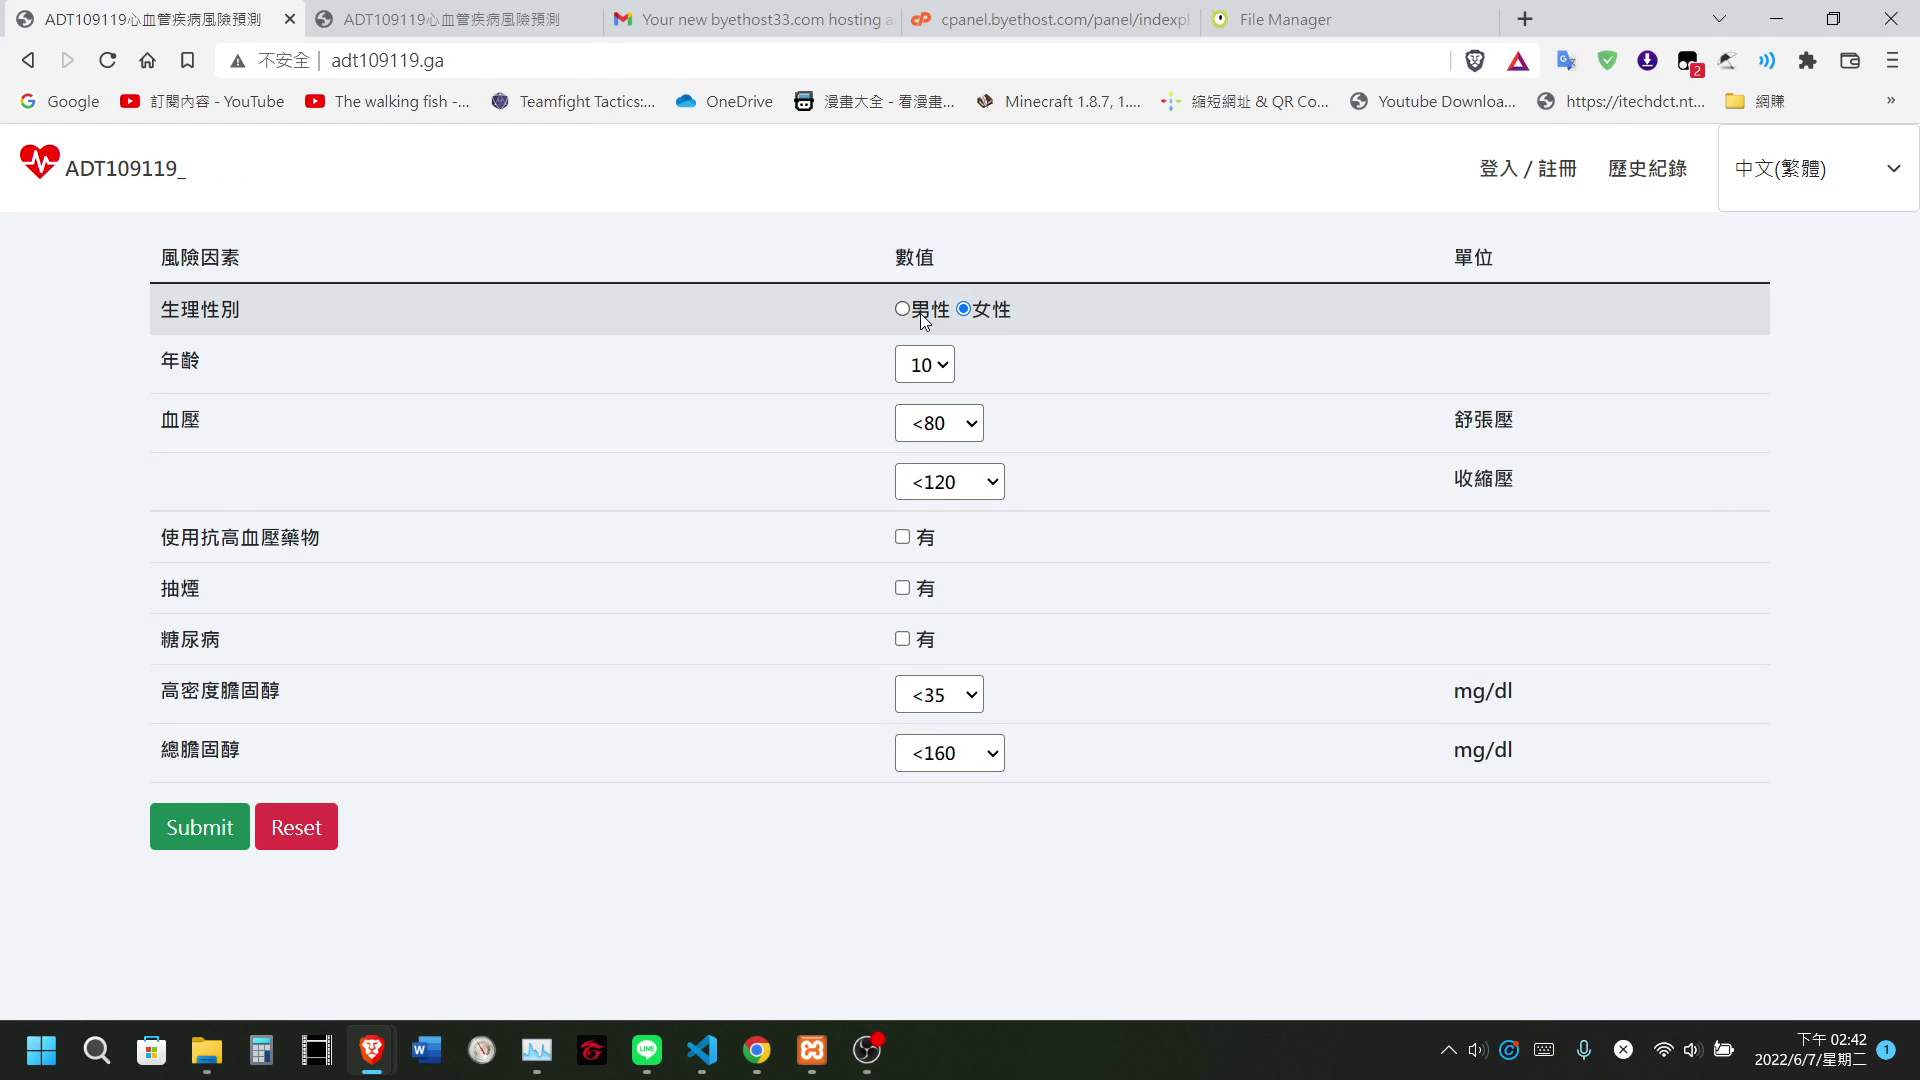 ADT109119心血管疾病風險預測
ADT109119心血管疾病風險預測
Your new byethost33.com hosting a
cpanel.byethost.com/panel/indexpl
File Manager
不安全 adt109119.ga
2
Google
訂閱內容 - YouTube
The walking fish -...
Teamfight Tactics:...
OneDrive
漫畫大全 - 看漫畫...
Minecraft 1.8.7, 1....
縮短網址 & QR Co...
Youtube Downloa...
https://itechdct.nt...
網賺
»
ADT109119_
登入 / 註冊
歷史紀錄
中文(繁體)
風險因素 數值 單位
生理性別 男性 女性
年齡 10
血壓 <80 舒張壓
<120 收縮壓
使用抗高血壓藥物 有
抽煙 有
糖尿病 有
高密度膽固醇 <35 mg/dl
總膽固醇 <160 mg/dl
Submit Reset
下午 02:42
2022/6/7/星期二
1